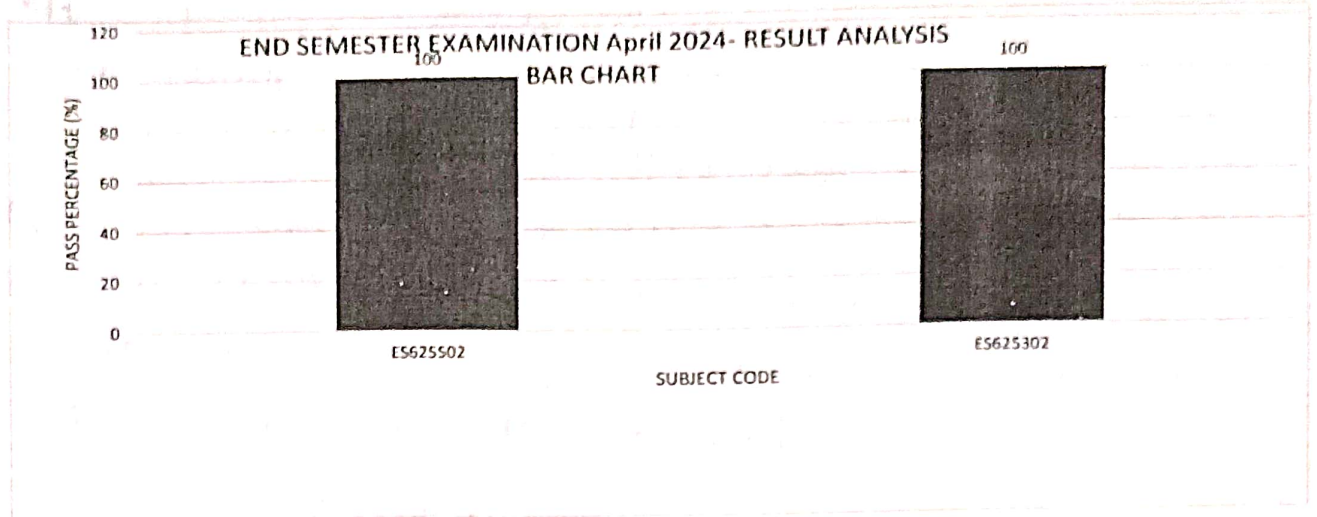 END SEMESTER EXAMINATION April 2024- RESULT ANALYSIS
BAR CHART
120
100
80
60
40
20
0
PASS PERCENTAGE (%)
100
100
ES625502
ES625302
SUBJECT CODE